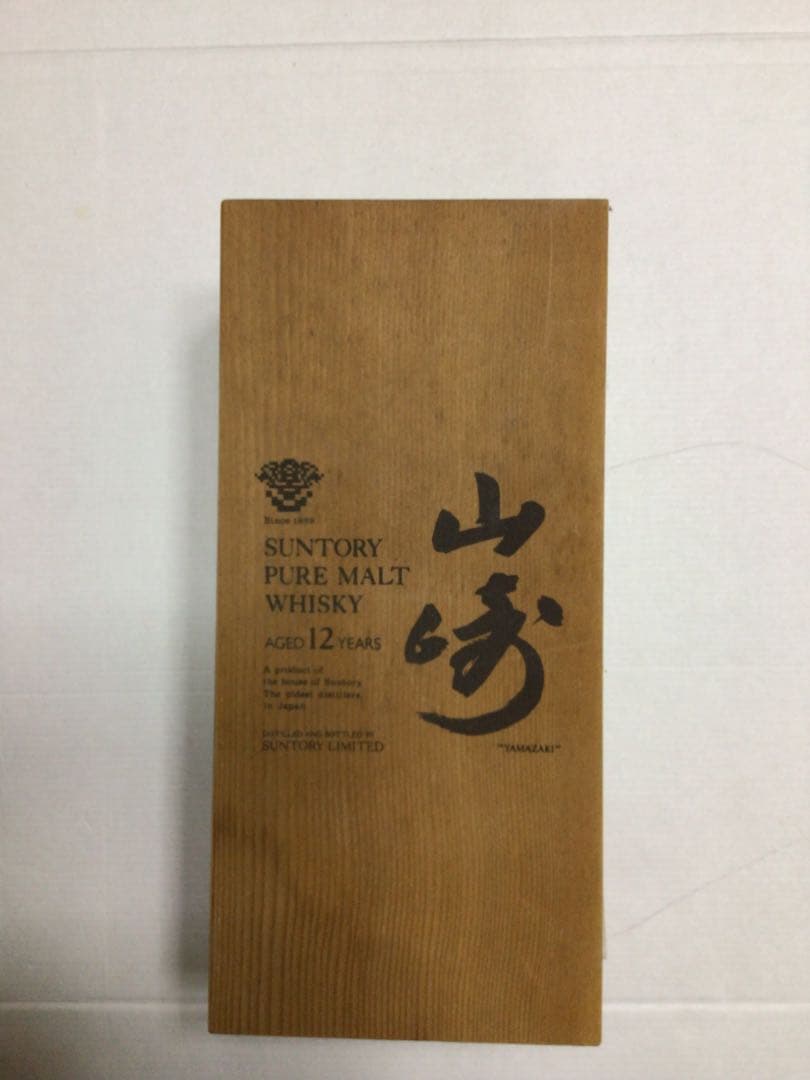 Since 1899
SUNTORY
PURE MALT
WHISKY
AGED 12 YEARS
A product of
the house of Suntory
The oldest distillers,
in Japan
DISTILLED AND BOTTLED BY
SUNTORY LIMITED
山崎
"YAMAZAKI"